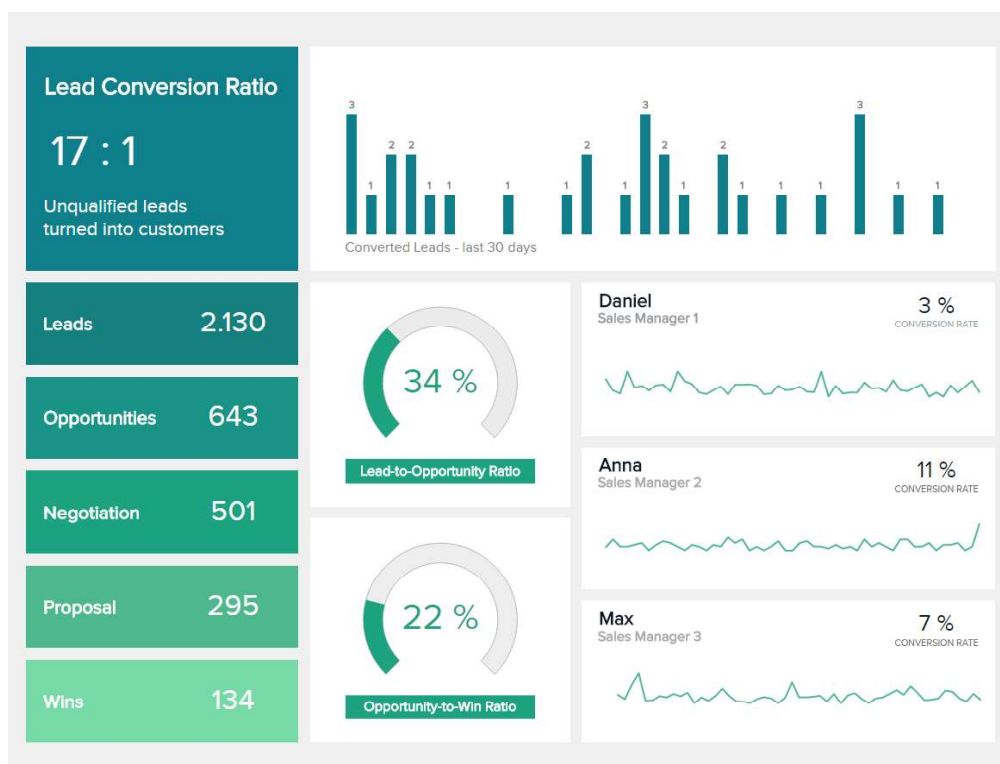 Lead Conversion Ratio
17 : 1
Unqualified leads
turned into customers
3
1
2
2
1
1
1
1
2
1
3
2
1
2
1
1
1
3
1
1
Converted Leads - last 30 days
Leads 2.130
Opportunities 643
Negotiation 501
Proposal 295
Wins 134
34 %
Lead-to-Opportunity Ratio
22 %
Opportunity-to-Win Ratio
Daniel
Sales Manager 1
3 %
CONVERSION RATE
Anna
Sales Manager 2
11 %
CONVERSION RATE
Max
Sales Manager 3
7 %
CONVERSION RATE